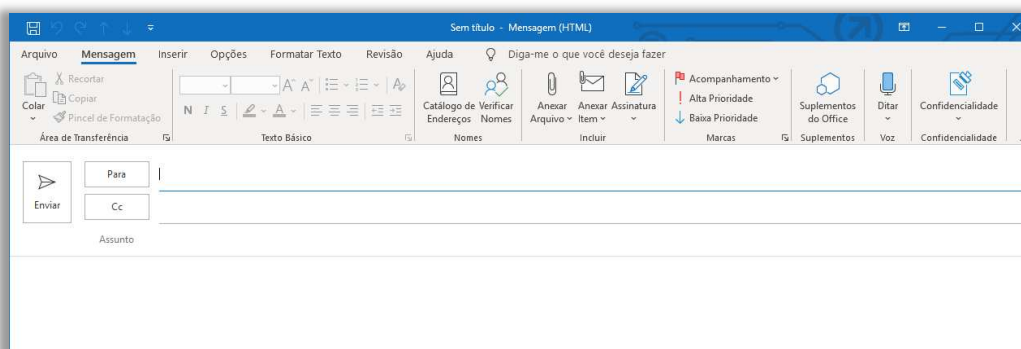 Sem título - Mensagem (HTML)
Arquivo Mensagem Inserir Opções Formatar Texto Revisão Ajuda Diga-me o que você deseja fazer
Colar
Recortar
Copiar
Pincel de Formatação
Área de Transferência
A A
N I S A
Texto Básico
Catálogo de Endereços
Verificar Nomes
Nomes
Anexar Arquivo
Anexar Item
Assinatura
Incluir
Acompanhamento
Alta Prioridade
Baixa Prioridade
Marcas
Suplementos do Office
Suplementos
Ditar
Voz
Confidencialidade
Confidencialidade
Enviar
Para
Cc
Assunto